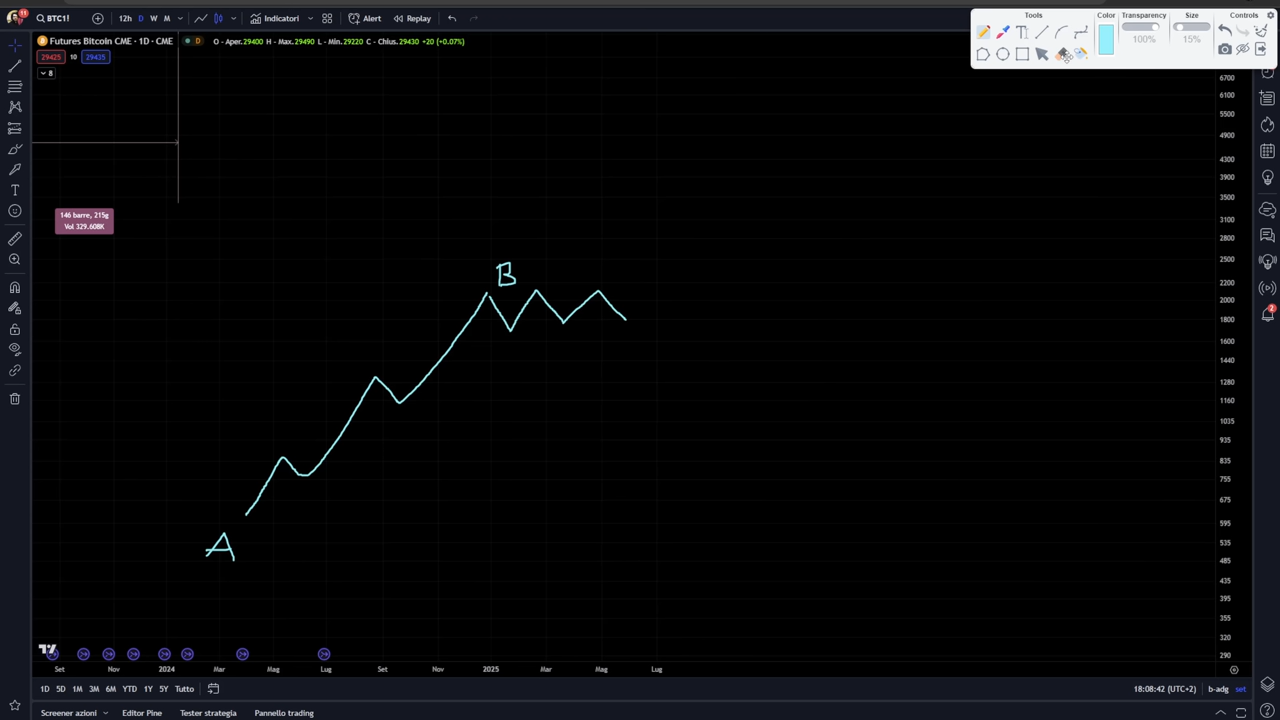 11
BTC1!
12h D W M
Indicatori
Alert
Replay
Tools
Color
Transparency
Size
Controls
100%
15%
Futures Bitcoin CME · 1D · CME D O - Aper.29400 H - Max.29490 L - Min.29220 C - Chius.29430 +20 (+0.07%)
29425 10 29435
8
146 barre, 215g
Vol 329.608K
B
A
6700
6100
5500
4900
4300
3900
3500
3100
2800
2500
2200
2000
1800
1600
1440
1280
1160
1035
935
835
755
675
595
535
485
435
395
355
320
290
2
Set Nov 2024 Mar Mag Lug Set Nov 2025 Mar Mag Lug
1D 5D 1M 3M 6M YTD 1Y 5Y Tutto
18:08:42 (UTC+2) b-adg set
Screener azioni Editor Pine Tester strategia Pannello trading